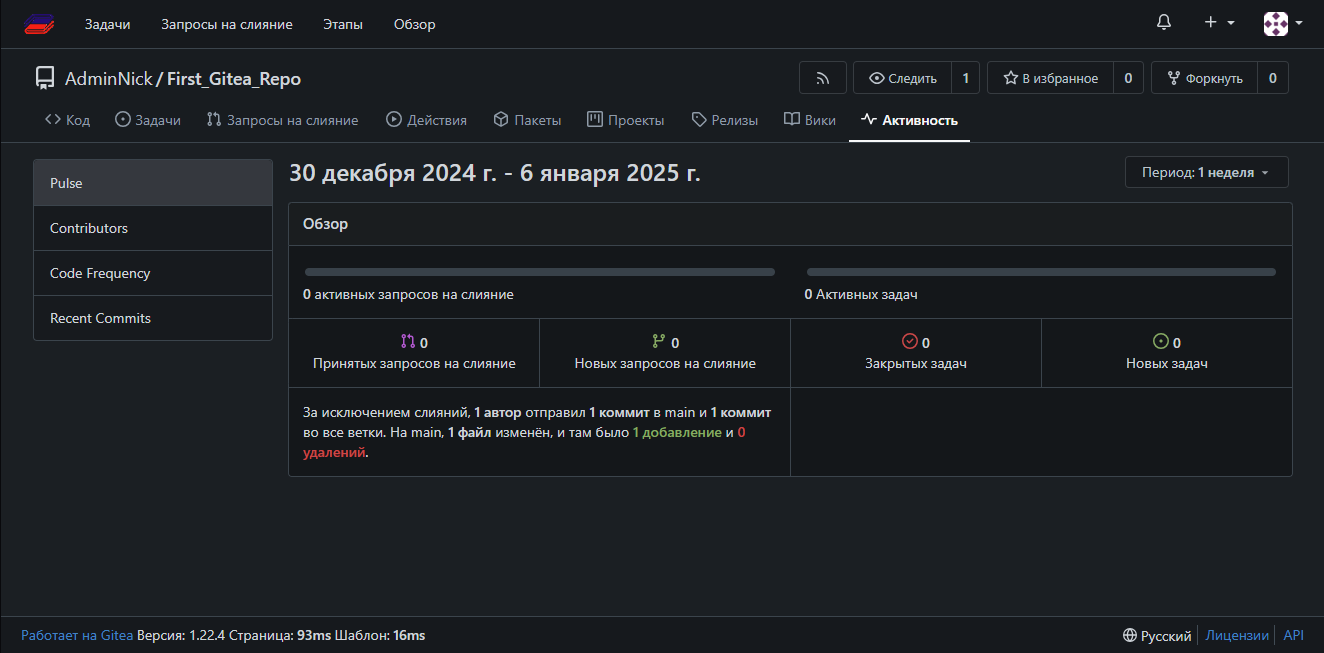 Задачи Запросы на слияние Этапы Обзор
AdminNick / First_Gitea_Repo
Следить 1 В избранное 0 Форкнуть 0
Код Задачи Запросы на слияние Действия Пакеты Проекты Релизы Вики Активность
Pulse
Contributors
Code Frequency
Recent Commits
30 декабря 2024 г. - 6 января 2025 г.
Период: 1 неделя
Обзор
0 активных запросов на слияние
0 Активных задач
0
Принятых запросов на слияние
0
Новых запросов на слияние
0
Закрытых задач
0
Новых задач
За исключением слияний, 1 автор отправил 1 коммит в main и 1 коммит
во все ветки. На main, 1 файл изменён, и там было 1 добавление и 0
удалений.
Работает на Gitea Версия: 1.22.4 Страница: 93ms Шаблон: 16ms
Русский Лицензии API